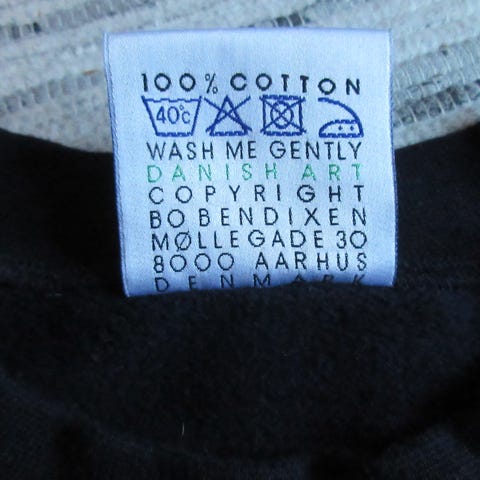 100% COTTON
40°C
WASH ME GENTLY
DANISH ART
COPYRIGHT
BO BENDIXEN
MØLLEGADE 30
8000 AARHUS
DENMARK